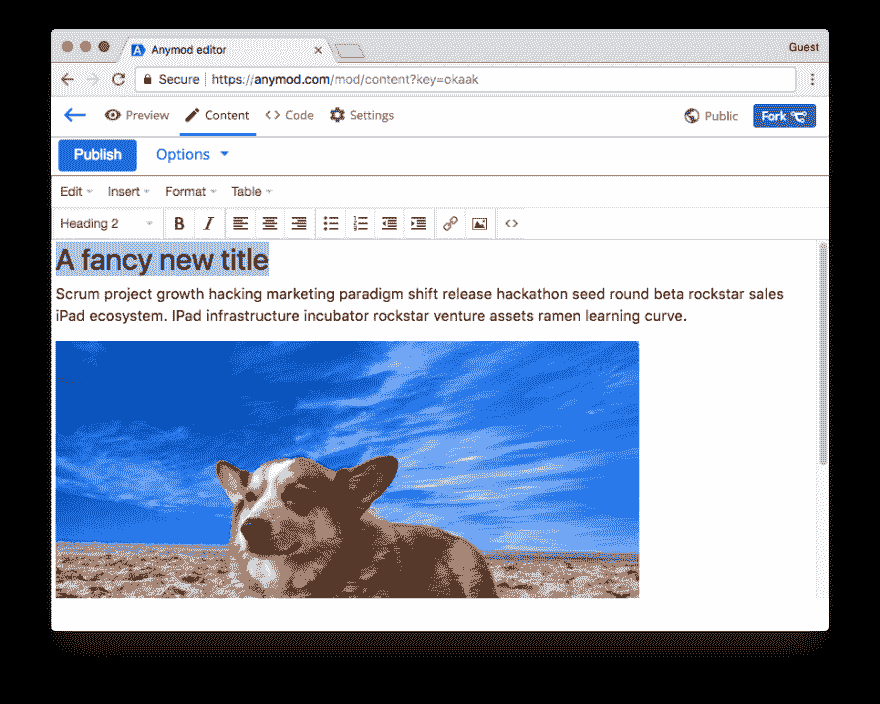 Anymod editor
Guest
Secure https://anymod.com/mod/content?key=okaak
Preview Content Code Settings Public Fork
Publish Options
Edit Insert Format Table
Heading 2 B I
A fancy new title
Scrum project growth hacking marketing paradigm shift release hackathon seed round beta rockstar sales
iPad ecosystem. IPad infrastructure incubator rockstar venture assets ramen learning curve.